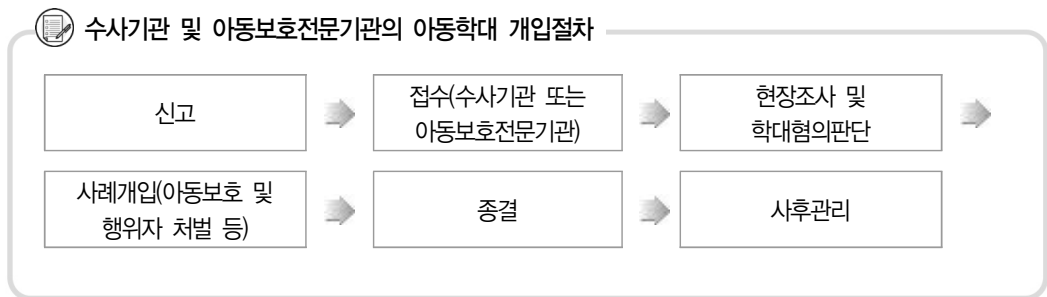 수사기관 및 아동보호전문기관의 아동학대 개입절차
신고
접수(수사기관 또는
아동보호전문기관)
현장조사 및
학대혐의판단
사례개입(아동보호 및
행위자 처벌 등)
종결
사후관리